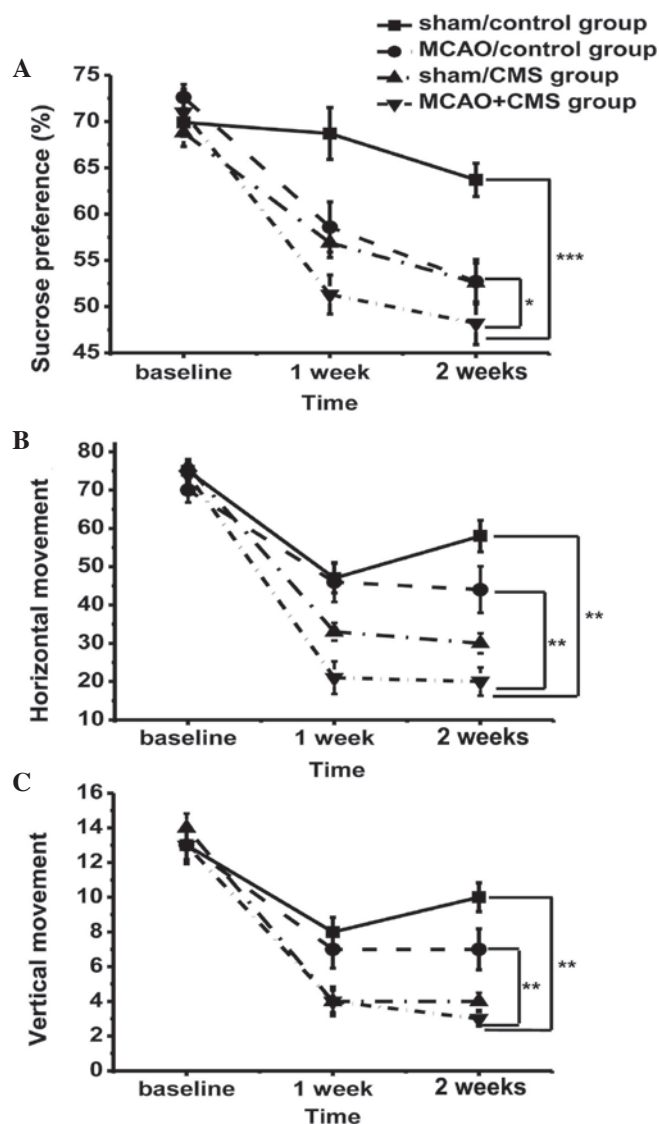 sham/control group
MCAO/control group
sham/CMS group
MCAO+CMS group
A
Sucrose preference (%)
75
70
65
60
55
50
45
***
*
baseline 1 week 2 weeks
Time
B
Horizontal movement
80
70
60
50
40
30
20
10
**
**
baseline 1 week 2 weeks
Time
C
Vertical movement
16
14
12
10
8
6
4
2
0
**
**
baseline 1 week 2 weeks
Time